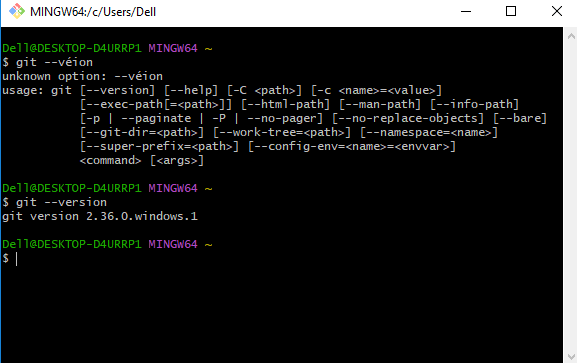 MINGW64:/c/Users/Dell
Dell@DESKTOP-D4URRP1 MINGW64 ~
$ git --véion
unknown option: --véion
usage: git [--version] [--help] [-C <path>] [-c <name>=<value>]
           [--exec-path[=<path>]] [--html-path] [--man-path] [--info-path]
           [-p | --paginate | -P | --no-pager] [--no-replace-objects] [--bare]
           [--git-dir=<path>] [--work-tree=<path>] [--namespace=<name>]
           [--super-prefix=<path>] [--config-env=<name>=<envvar>]
           <command> [<args>]
Dell@DESKTOP-D4URRP1 MINGW64 ~
$ git --version
git version 2.36.0.windows.1
Dell@DESKTOP-D4URRP1 MINGW64 ~
$